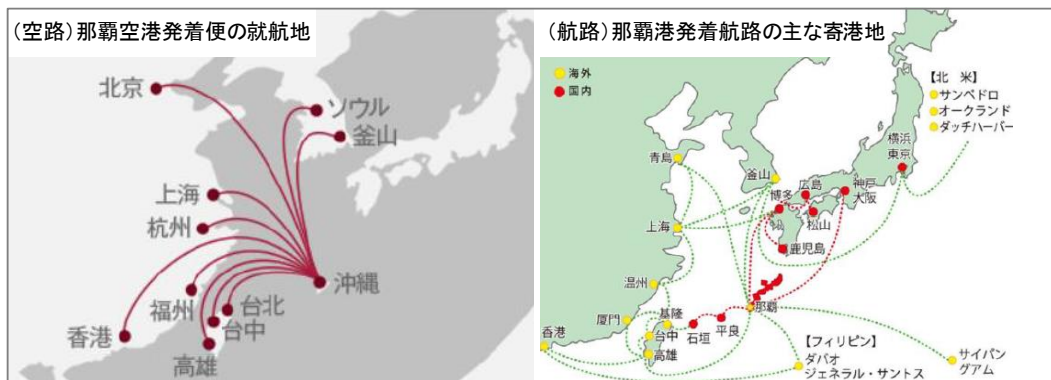 (空路)那覇空港発着便の就航地
北京
ソウル
釜山
上海
杭州
沖縄
福州
台北
台中
香港
高雄
(航路)那覇港発着航路の主な寄港地
海外
国内
【北 米】
サンペドロ
オークランド
ダッチハーバー
横浜
東京
青島
釜山
広島
神戸
大阪
博多
松山
上海
鹿児島
温州
那覇
厦門
基隆
石垣
平良
香港
台中
高雄
【フィリピン】
ダバオ
ジェネラル・サントス
サイパン
グアム